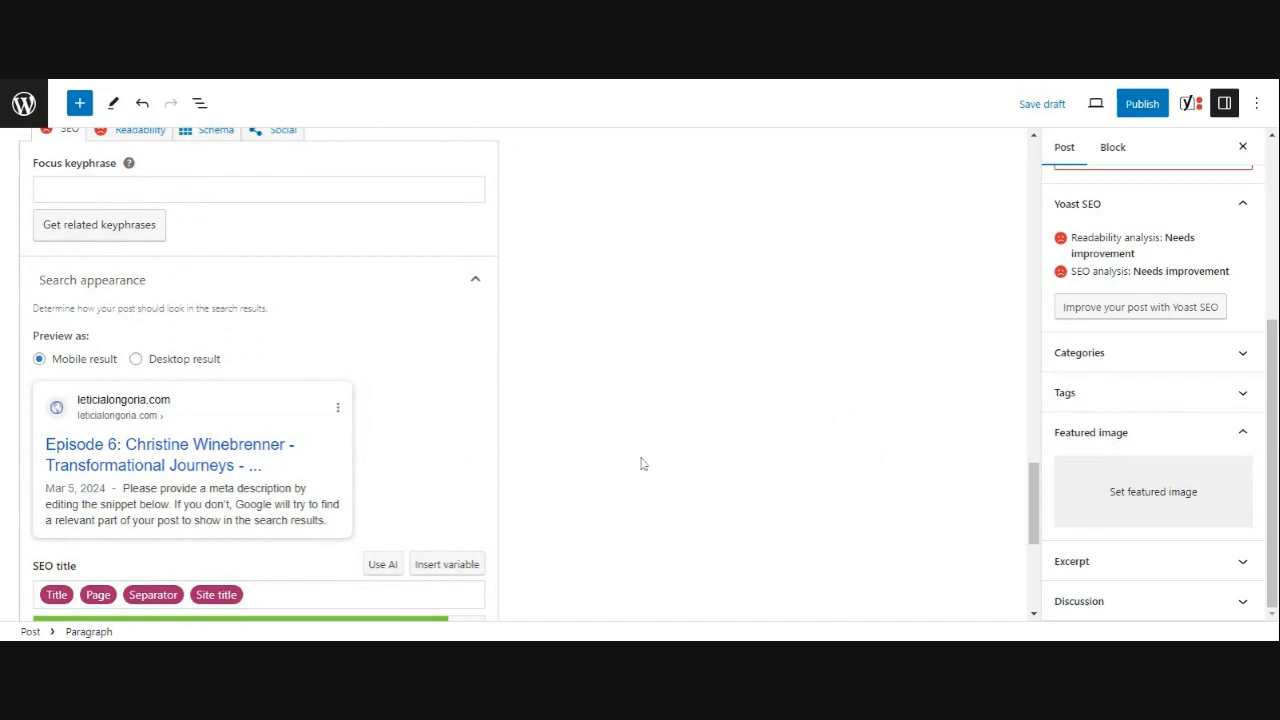 Save draft
Publish
SEO
Readability
Schema
Social
Focus keyphrase
Get related keyphrases
Search appearance
Determine how your post should look in the search results.
Preview as:
Mobile result
Desktop result
leticialongoria.com
leticialongoria.com ›
Episode 6: Christine Winebrenner -
Transformational Journeys - ...
Mar 5, 2024 - Please provide a meta description by
editing the snippet below. If you don't, Google will try to find
a relevant part of your post to show in the search results.
SEO title
Use AI
Insert variable
Title Page Separator Site title
Post
Block
Yoast SEO
Readability analysis: Needs
improvement
SEO analysis: Needs improvement
Improve your post with Yoast SEO
Categories
Tags
Featured image
Set featured image
Excerpt
Discussion
Post > Paragraph